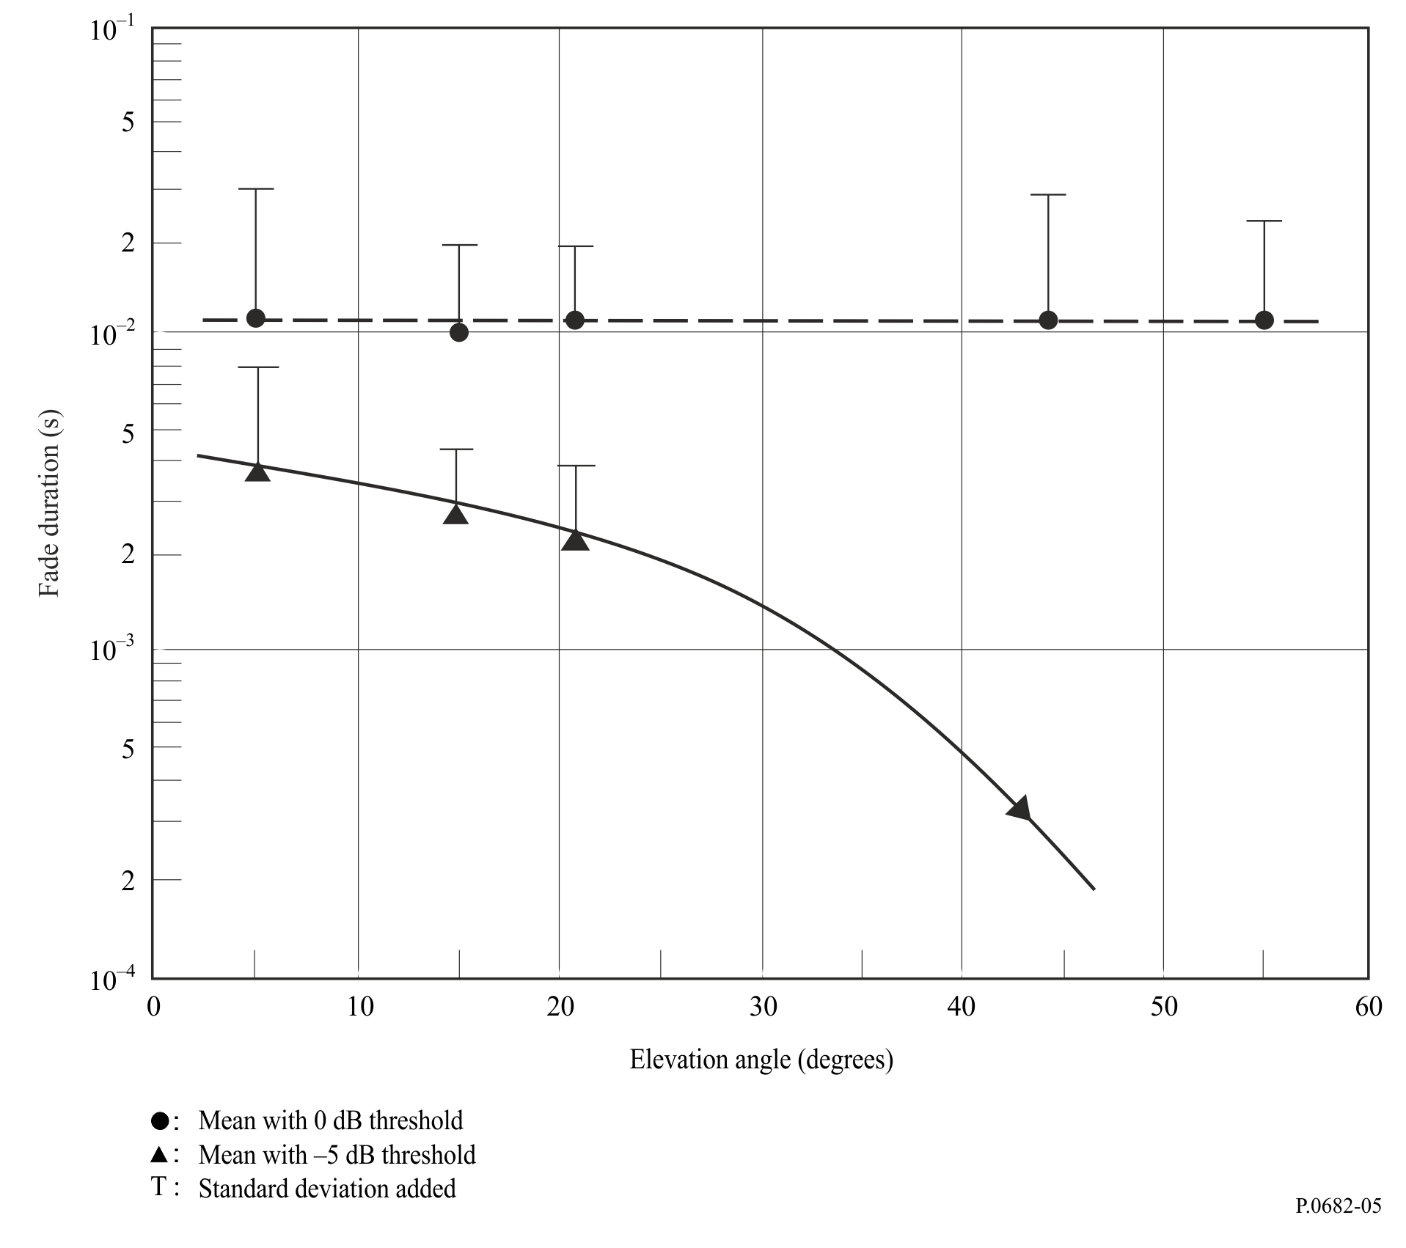 10⁻¹
5
2
10⁻²
5
2
10⁻³
5
2
10⁻⁴
Fade duration (s)
0 10 20 30 40 50 60
Elevation angle (degrees)
●: Mean with 0 dB threshold
▲: Mean with –5 dB threshold
T: Standard deviation added
P.0682-05